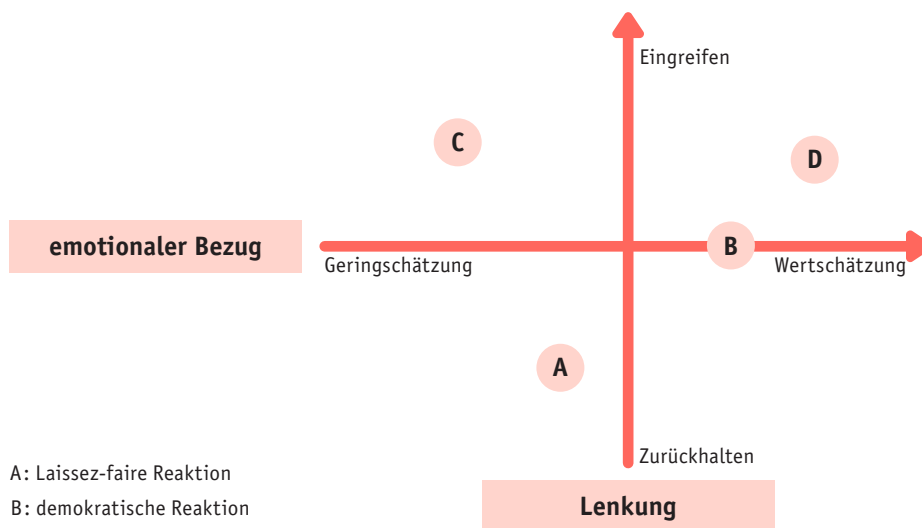 Eingreifen
C
D
emotionaler Bezug
B
Geringschätzung
Wertschätzung
A
Zurückhalten
A: Laissez-faire Reaktion
B: demokratische Reaktion
Lenkung